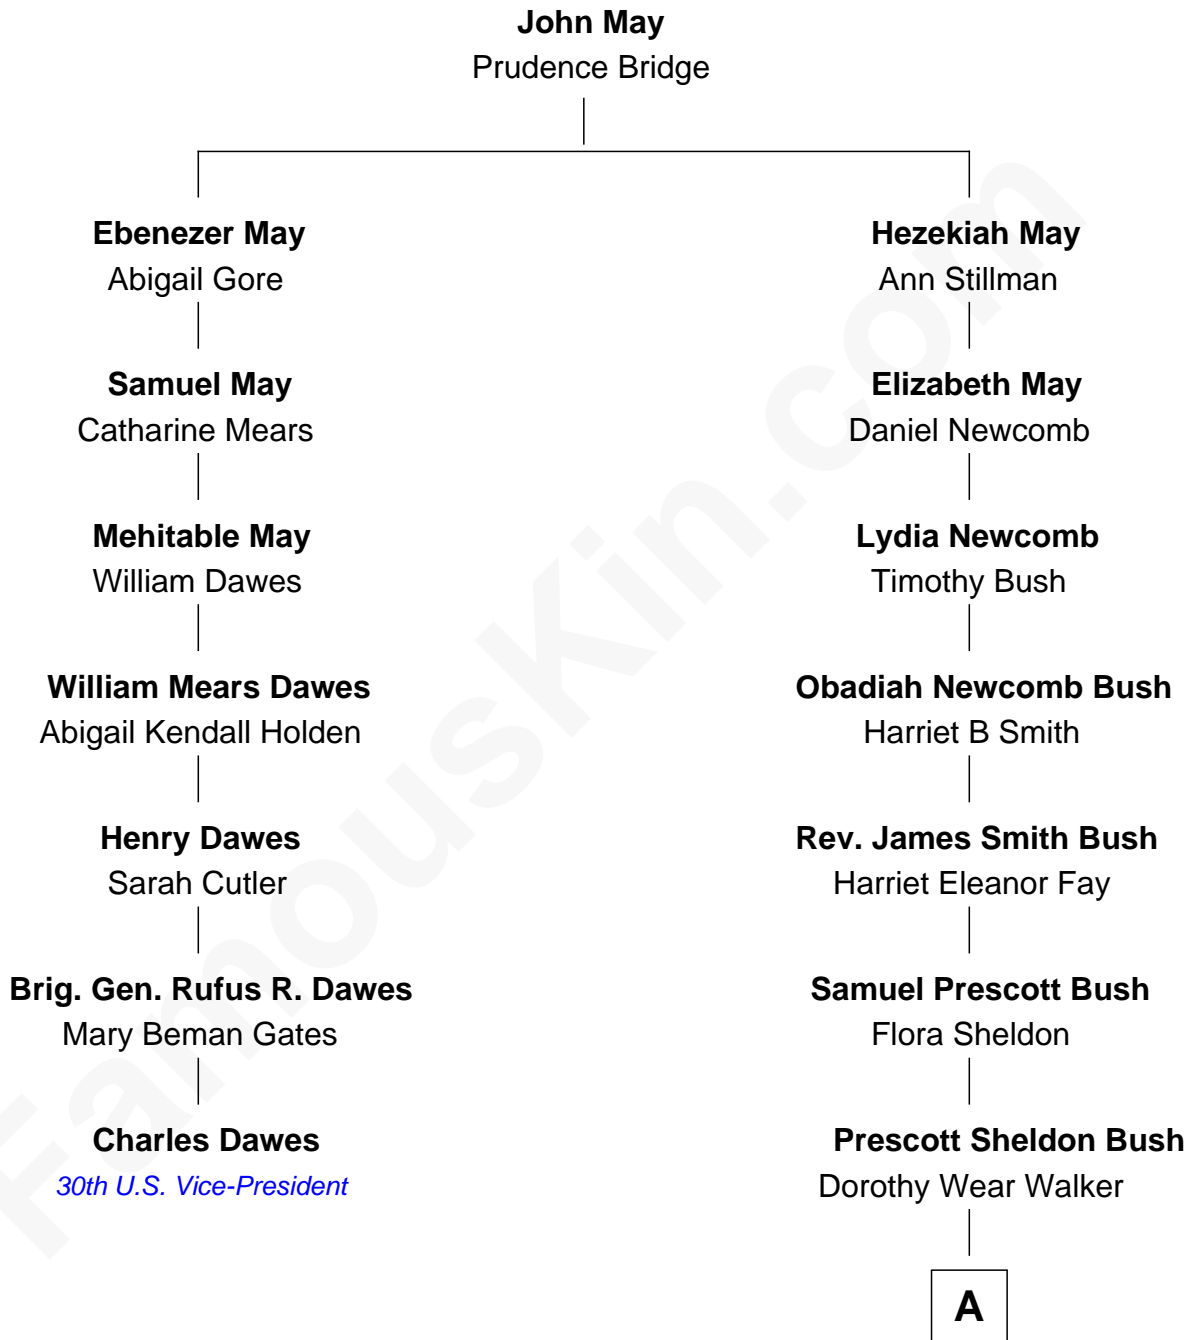 John May
Prudence Bridge
Ebenezer May
Abigail Gore
Hezekiah May
Ann Stillman
Samuel May
Catharine Mears
Elizabeth May
Daniel Newcomb
Mehitable May
William Dawes
Lydia Newcomb
Timothy Bush
William Mears Dawes
Abigail Kendall Holden
Obadiah Newcomb Bush
Harriet B Smith
Henry Dawes
Sarah Cutler
Rev. James Smith Bush
Harriet Eleanor Fay
Brig. Gen. Rufus R. Dawes
Mary Beman Gates
Samuel Prescott Bush
Flora Sheldon
Charles Dawes
30th U.S. Vice-President
Prescott Sheldon Bush
Dorothy Wear Walker
A
FamousKin.com